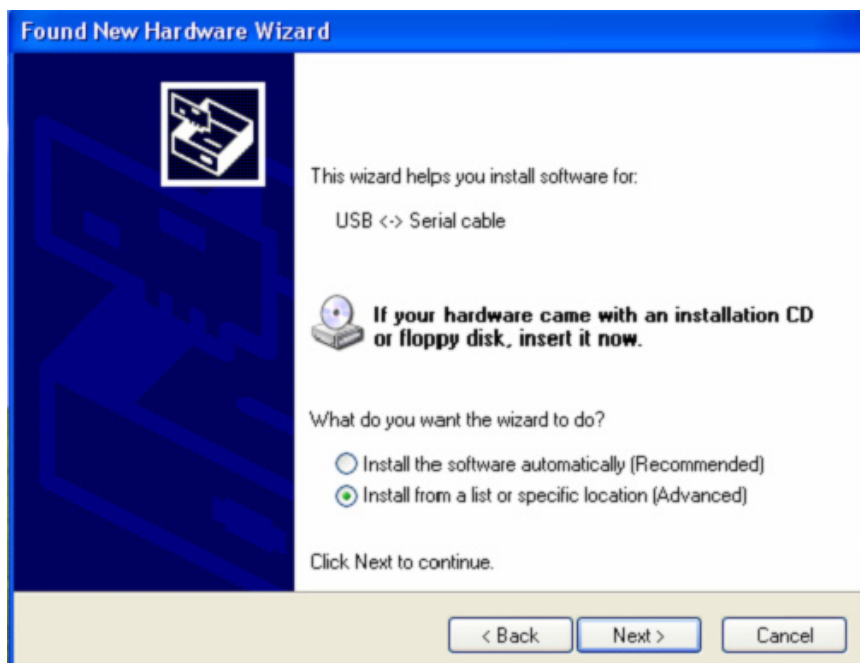 Found New Hardware Wizard
This wizard helps you install software for:
USB <-> Serial cable
If your hardware came with an installation CD
or floppy disk, insert it now.
What do you want the wizard to do?
Install the software automatically (Recommended)
Install from a list or specific location (Advanced)
Click Next to continue.
< Back Next > Cancel